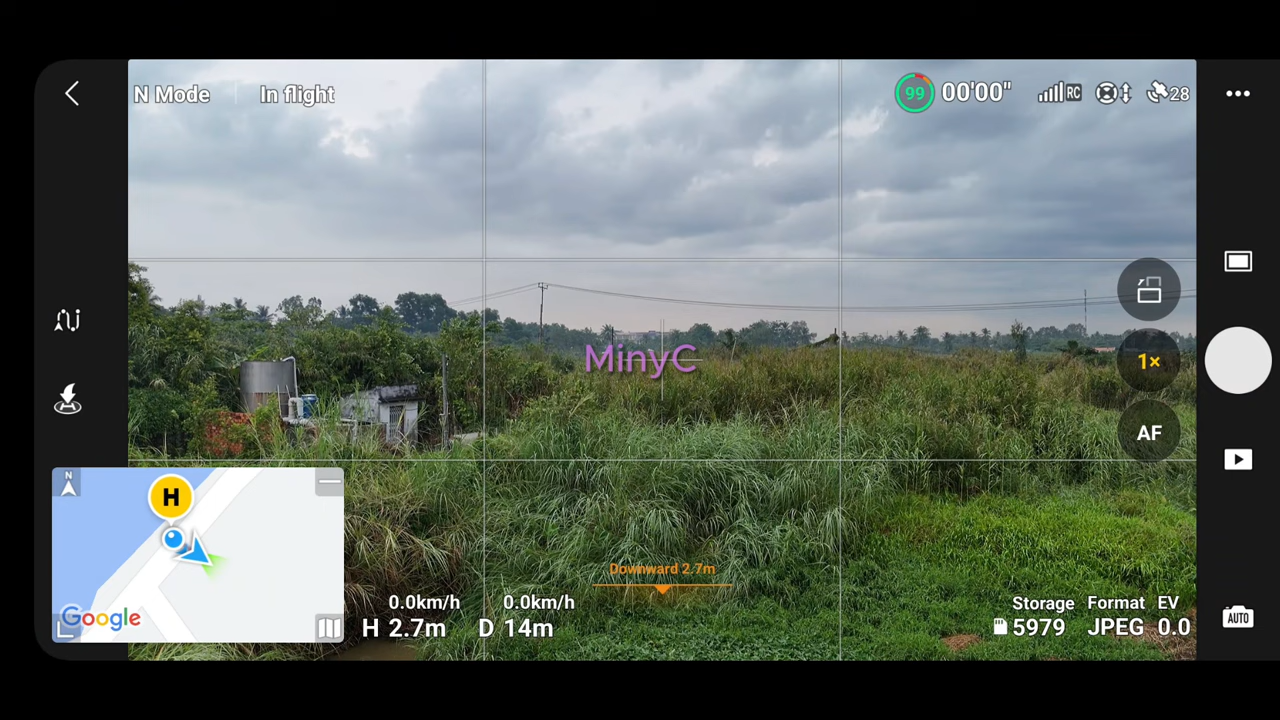 N Mode
In flight
99
00'00"
RC
28
MinyC
1×
AF
N
H
Google
Downward 2.7m
0.0km/h
0.0km/h
H 2.7m
D 14m
Storage
Format
EV
5979
JPEG
0.0
AUTO